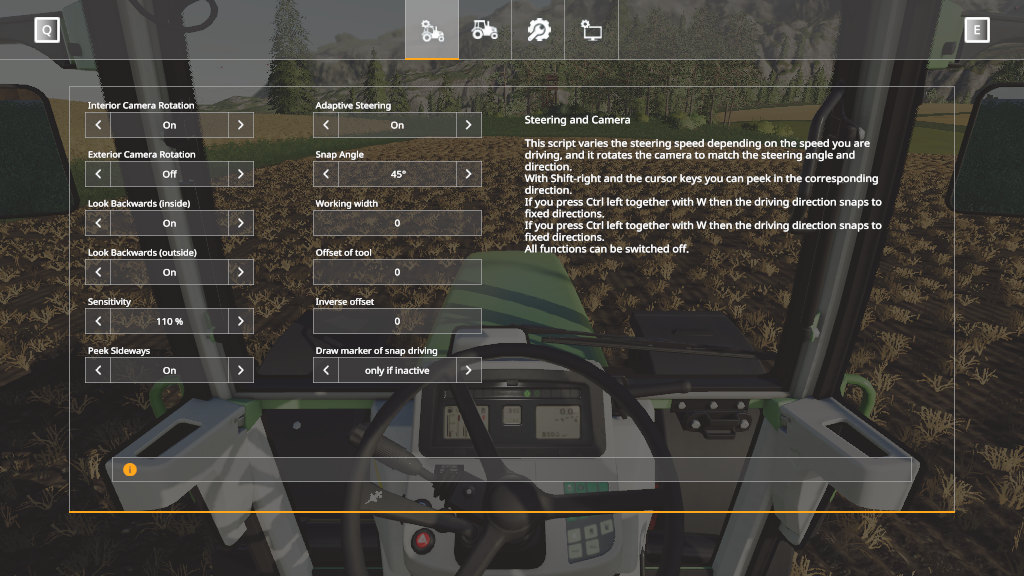 Q
E
Interior Camera Rotation
On
Exterior Camera Rotation
Off
Look Backwards (inside)
On
Look Backwards (outside)
On
Sensitivity
110 %
Peek Sideways
On
Adaptive Steering
On
Snap Angle
45°
Working width
0
Offset of tool
0
Inverse offset
0
Draw marker of snap driving
only if inactive
Steering and Camera
This script varies the steering speed depending on the speed you are
driving, and it rotates the camera to match the steering angle and
direction.
With Shift-right and the cursor keys you can peek in the corresponding
direction.
If you press Ctrl left together with W then the driving direction snaps to
fixed directions.
If you press Ctrl left together with W then the driving direction snaps to
fixed directions.
All functions can be switched off.